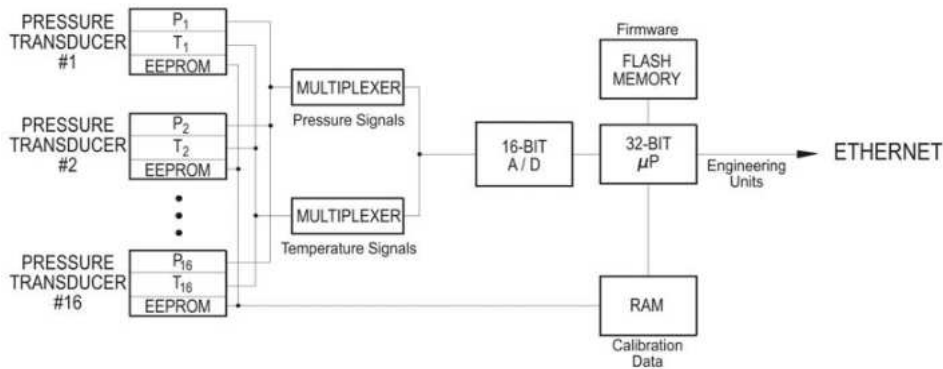 PRESSURE
TRANSDUCER
#1
P1
T1
EEPROM
PRESSURE
TRANSDUCER
#2
P2
T2
EEPROM
PRESSURE
TRANSDUCER
#16
P16
T16
EEPROM
MULTIPLEXER
Pressure Signals
MULTIPLEXER
Temperature Signals
16-BIT
A / D
Firmware
FLASH
MEMORY
32-BIT
μP
Engineering
Units
ETHERNET
RAM
Calibration
Data